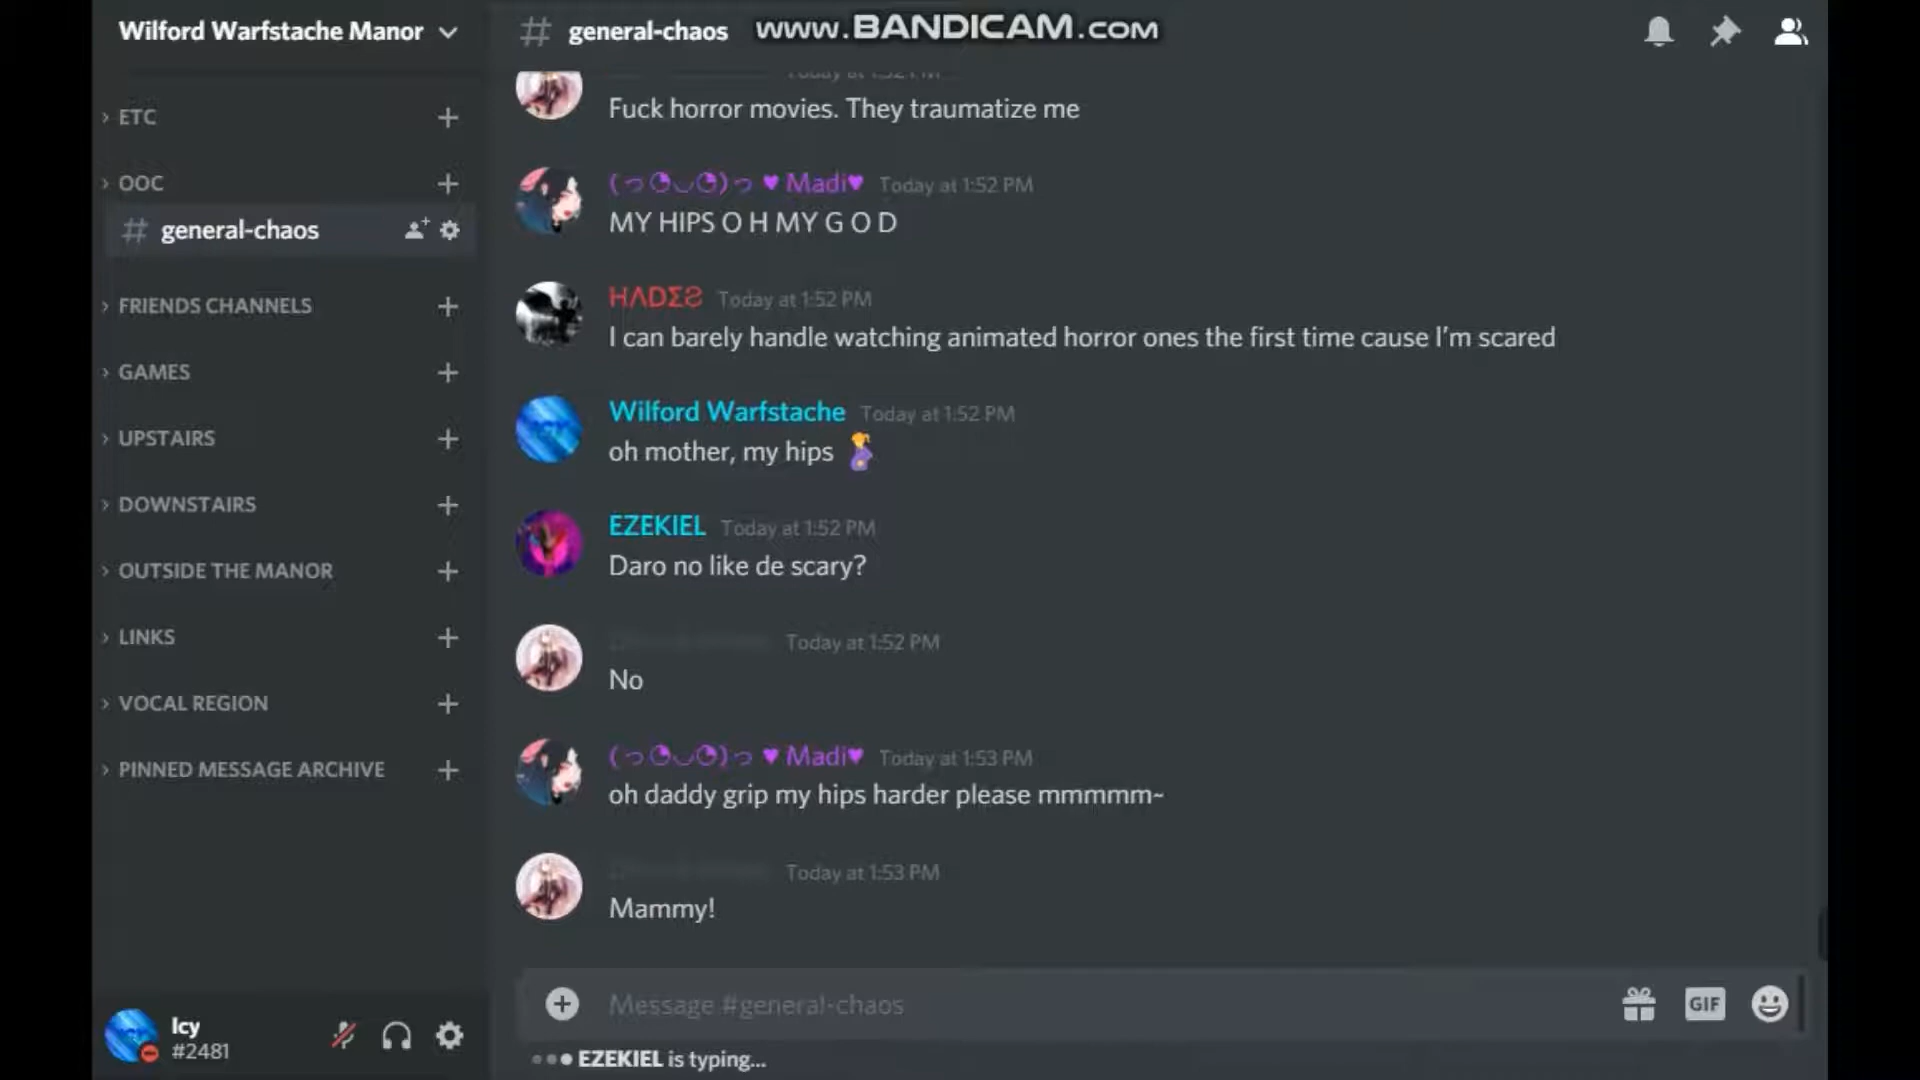 Wilford Warfstache Manor
ETC
OOC
general-chaos
FRIENDS CHANNELS
GAMES
UPSTAIRS
DOWNSTAIRS
OUTSIDE THE MANOR
LINKS
VOCAL REGION
PINNED MESSAGE ARCHIVE
Icy
#2481
# general-chaos
www.BANDICAM.com
Today at 1:52 PM
Fuck horror movies. They traumatize me
(っ◔◡◔)っ ♥ Madi♥ Today at 1:52 PM
MY HIPS O H MY G O D
HΛDΣƧ Today at 1:52 PM
I can barely handle watching animated horror ones the first time cause I’m scared
Wilford Warfstache Today at 1:52 PM
oh mother, my hips
EZEKIEL Today at 1:52 PM
Daro no like de scary?
Today at 1:52 PM
No
(っ◔◡◔)っ ♥ Madi♥ Today at 1:53 PM
oh daddy grip my hips harder please mmmmm~
Today at 1:53 PM
Mammy!
Message #general-chaos
GIF
EZEKIEL is typing...